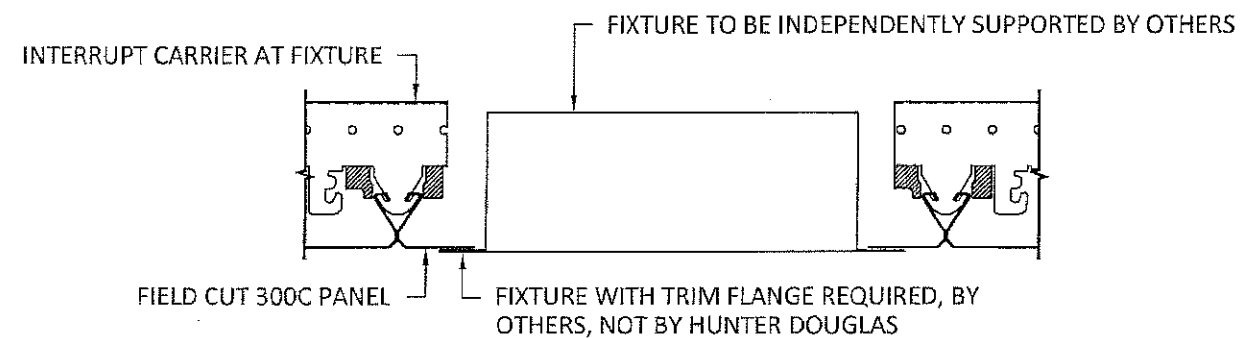 FIXTURE TO BE INDEPENDENTLY SUPPORTED BY OTHERS
INTERRUPT CARRIER AT FIXTURE
FIELD CUT 300C PANEL
FIXTURE WITH TRIM FLANGE REQUIRED, BY
OTHERS, NOT BY HUNTER DOUGLAS